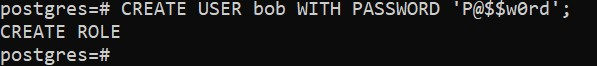 postgres=# CREATE USER bob WITH PASSWORD 'P@$$w0rd';
CREATE ROLE
postgres=#